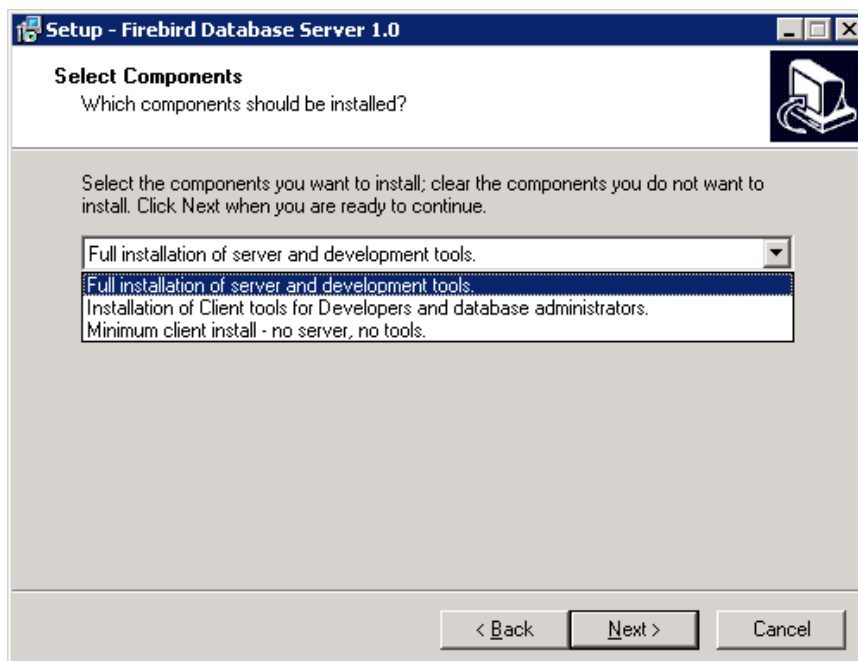 Setup - Firebird Database Server 1.0
Select Components
Which components should be installed?
Select the components you want to install; clear the components you do not want to
install. Click Next when you are ready to continue.
Full installation of server and development tools.
Full installation of server and development tools.
Installation of Client tools for Developers and database administrators.
Minimum client install - no server, no tools.
< Back
Next >
Cancel